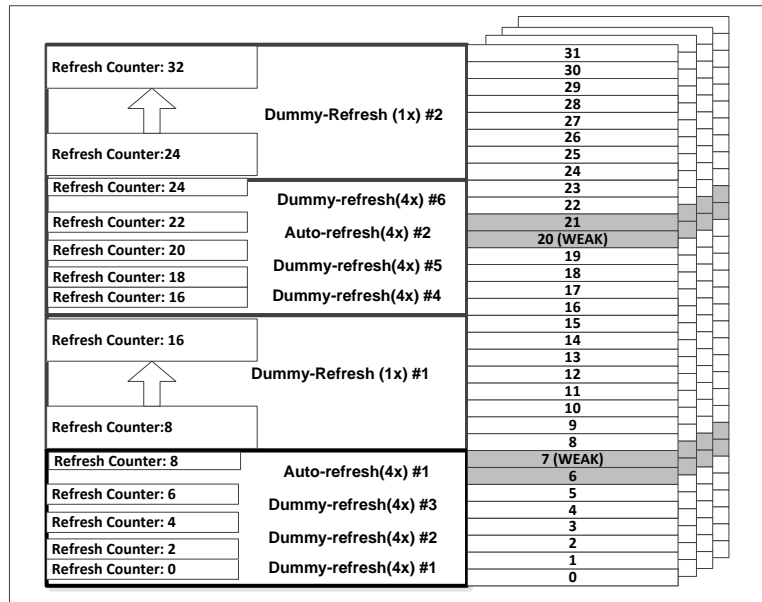 Refresh Counter: 32
Dummy-Refresh (1x) #2
Refresh Counter:24
Refresh Counter: 24
Dummy-refresh(4x) #6
Refresh Counter: 22
Auto-refresh(4x) #2
Refresh Counter: 20
Dummy-refresh(4x) #5
Refresh Counter: 18
Dummy-refresh(4x) #4
Refresh Counter: 16
Refresh Counter: 16
Dummy-Refresh (1x) #1
Refresh Counter:8
Refresh Counter: 8
Auto-refresh(4x) #1
Refresh Counter: 6
Dummy-refresh(4x) #3
Refresh Counter: 4
Dummy-refresh(4x) #2
Refresh Counter: 2
Dummy-refresh(4x) #1
Refresh Counter: 0
31
30
29
28
27
26
25
24
23
22
21
20 (WEAK)
19
18
17
16
15
14
13
12
11
10
9
8
7 (WEAK)
6
5
4
3
2
1
0